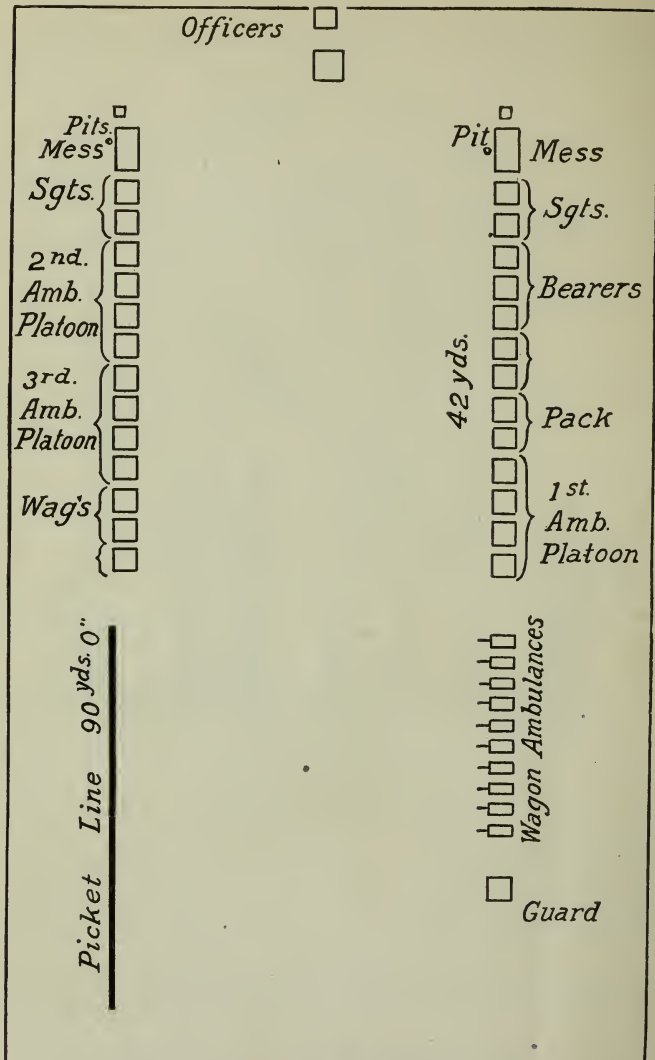 Officers
Pits.
Mess
Sgts.
2nd.
Amb.
Platoon
3rd.
Amb.
Platoon
Wag's
Picket Line 90 yds. 0"
Pit
Mess
Sgts.
Bearers
42 yds.
Pack
1st.
Amb.
Platoon
Wagon Ambulances
Guard